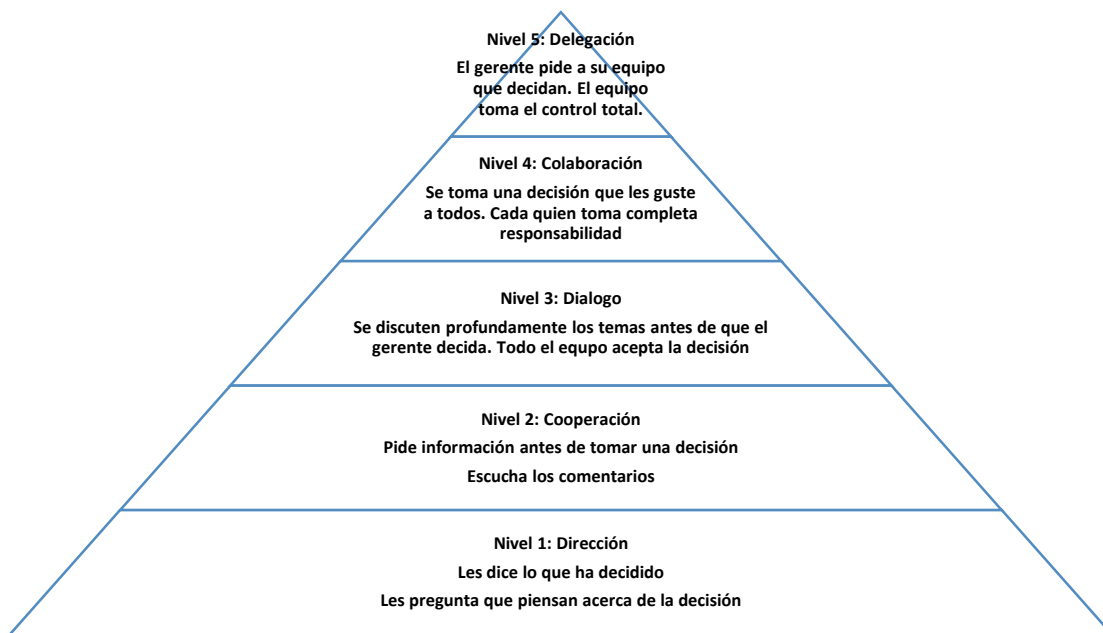 Nivel 5: Delegación
El gerente pide a su equipo
que decidan. El equipo
toma el control total.
Nivel 4: Colaboración
Se toma una decisión que les guste
a todos. Cada quien toma completa
responsabilidad
Nivel 3: Dialogo
Se discuten profundamente los temas antes de que el
gerente decida. Todo el equpo acepta la decisión
Nivel 2: Cooperación
Pide información antes de tomar una decisión
Escucha los comentarios
Nivel 1: Dirección
Les dice lo que ha decidido
Les pregunta que piensan acerca de la decisión